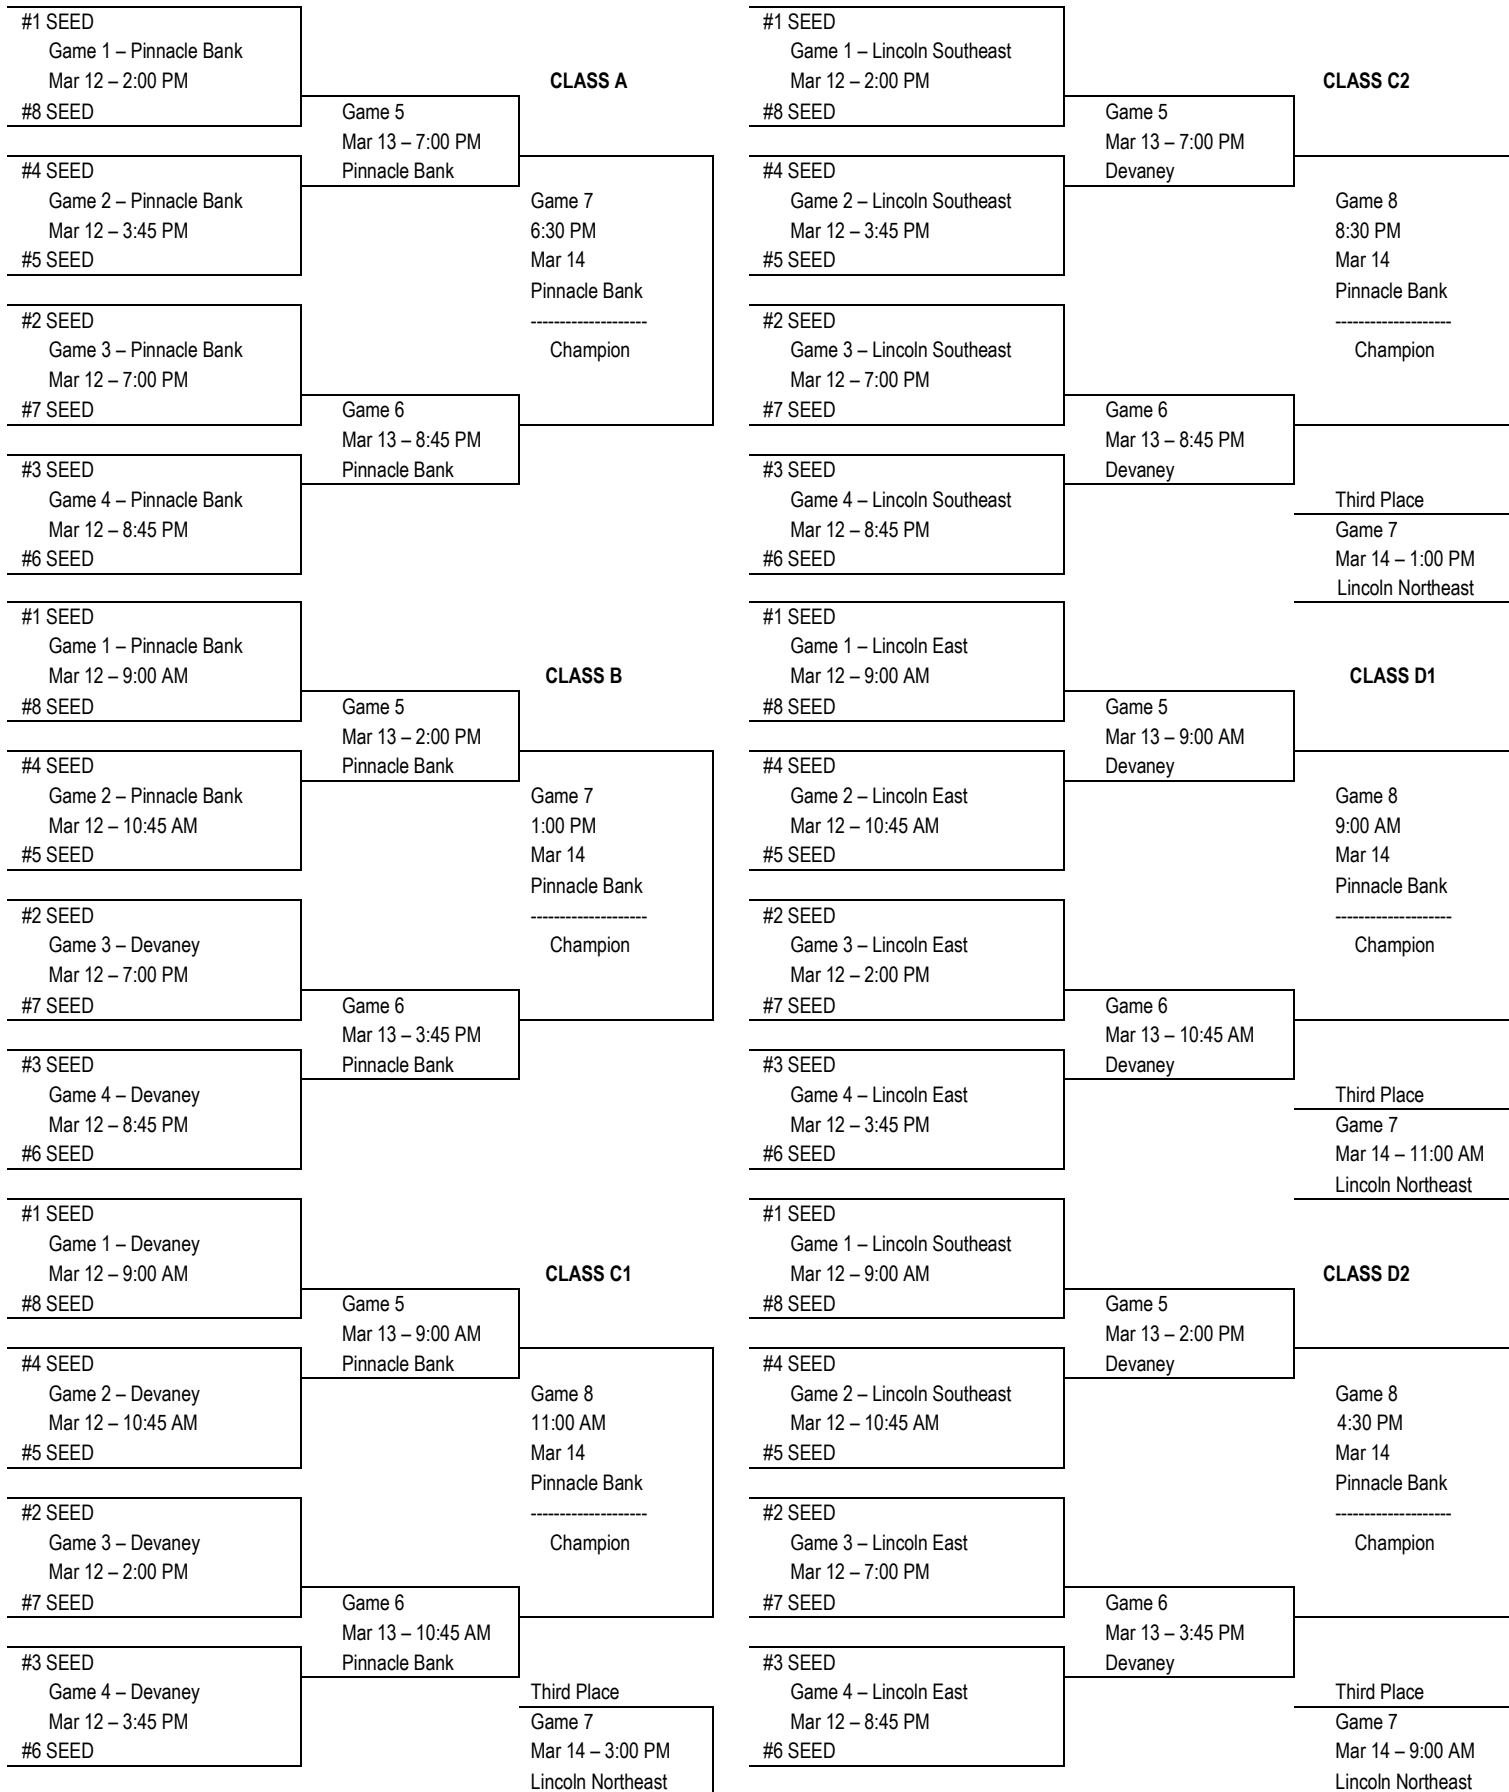 #1 SEED
Game 1 – Pinnacle Bank
Mar 12 – 2:00 PM
#8 SEED
#4 SEED
Game 2 – Pinnacle Bank
Mar 12 – 3:45 PM
#5 SEED
#2 SEED
Game 3 – Pinnacle Bank
Mar 12 – 7:00 PM
#7 SEED
#3 SEED
Game 4 – Pinnacle Bank
Mar 12 – 8:45 PM
#6 SEED
Game 5
Mar 13 – 7:00 PM
Pinnacle Bank
Game 6
Mar 13 – 8:45 PM
Pinnacle Bank
CLASS A
Game 7
6:30 PM
Mar 14
Pinnacle Bank
--------------------
Champion
#1 SEED
Game 1 – Lincoln Southeast
Mar 12 – 2:00 PM
#8 SEED
#4 SEED
Game 2 – Lincoln Southeast
Mar 12 – 3:45 PM
#5 SEED
#2 SEED
Game 3 – Lincoln Southeast
Mar 12 – 7:00 PM
#7 SEED
#3 SEED
Game 4 – Lincoln Southeast
Mar 12 – 8:45 PM
#6 SEED
Game 5
Mar 13 – 7:00 PM
Devaney
Game 6
Mar 13 – 8:45 PM
Devaney
CLASS C2
Game 8
8:30 PM
Mar 14
Pinnacle Bank
--------------------
Champion
Third Place
Game 7
Mar 14 – 1:00 PM
Lincoln Northeast
#1 SEED
Game 1 – Pinnacle Bank
Mar 12 – 9:00 AM
#8 SEED
#4 SEED
Game 2 – Pinnacle Bank
Mar 12 – 10:45 AM
#5 SEED
#2 SEED
Game 3 – Devaney
Mar 12 – 7:00 PM
#7 SEED
#3 SEED
Game 4 – Devaney
Mar 12 – 8:45 PM
#6 SEED
Game 5
Mar 13 – 2:00 PM
Pinnacle Bank
Game 6
Mar 13 – 3:45 PM
Pinnacle Bank
CLASS B
Game 7
1:00 PM
Mar 14
Pinnacle Bank
--------------------
Champion
#1 SEED
Game 1 – Lincoln East
Mar 12 – 9:00 AM
#8 SEED
#4 SEED
Game 2 – Lincoln East
Mar 12 – 10:45 AM
#5 SEED
#2 SEED
Game 3 – Lincoln East
Mar 12 – 2:00 PM
#7 SEED
#3 SEED
Game 4 – Lincoln East
Mar 12 – 3:45 PM
#6 SEED
Game 5
Mar 13 – 9:00 AM
Devaney
Game 6
Mar 13 – 10:45 AM
Devaney
CLASS D1
Game 8
9:00 AM
Mar 14
Pinnacle Bank
--------------------
Champion
Third Place
Game 7
Mar 14 – 11:00 AM
Lincoln Northeast
#1 SEED
Game 1 – Devaney
Mar 12 – 9:00 AM
#8 SEED
#4 SEED
Game 2 – Devaney
Mar 12 – 10:45 AM
#5 SEED
#2 SEED
Game 3 – Devaney
Mar 12 – 2:00 PM
#7 SEED
#3 SEED
Game 4 – Devaney
Mar 12 – 3:45 PM
#6 SEED
Game 5
Mar 13 – 9:00 AM
Pinnacle Bank
Game 6
Mar 13 – 10:45 AM
Pinnacle Bank
CLASS C1
Game 8
11:00 AM
Mar 14
Pinnacle Bank
--------------------
Champion
Third Place
Game 7
Mar 14 – 3:00 PM
Lincoln Northeast
#1 SEED
Game 1 – Lincoln Southeast
Mar 12 – 9:00 AM
#8 SEED
#4 SEED
Game 2 – Lincoln Southeast
Mar 12 – 10:45 AM
#5 SEED
#2 SEED
Game 3 – Lincoln East
Mar 12 – 7:00 PM
#7 SEED
#3 SEED
Game 4 – Lincoln East
Mar 12 – 8:45 PM
#6 SEED
Game 5
Mar 13 – 2:00 PM
Devaney
Game 6
Mar 13 – 3:45 PM
Devaney
CLASS D2
Game 8
4:30 PM
Mar 14
Pinnacle Bank
--------------------
Champion
Third Place
Game 7
Mar 14 – 9:00 AM
Lincoln Northeast